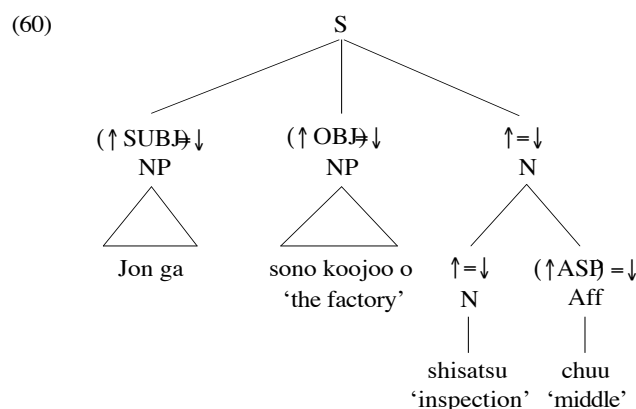 (60) S
(↑ SUBJ)=↓ (↑ OBJ)=↓ ↑=↓
NP NP N
Jon ga sono koojoo o ↑=↓ (↑ASP) =↓
‘the factory’ N Aff
shisatsu chuu
‘inspection’ ‘middle’